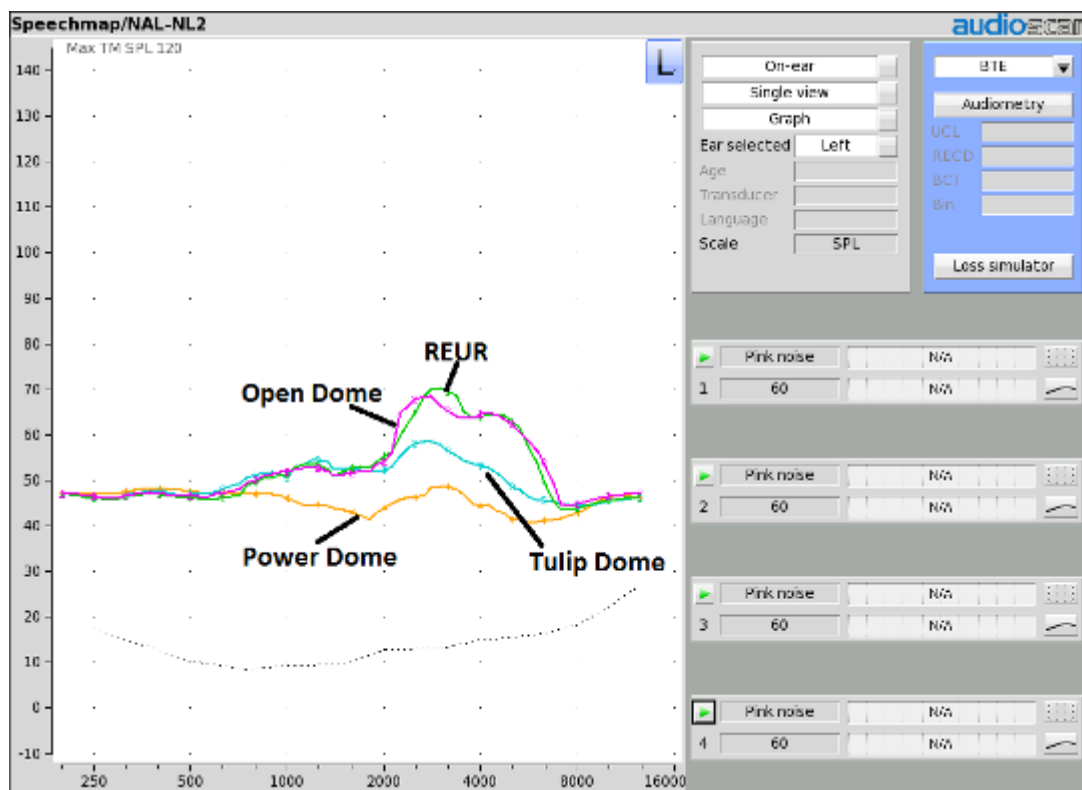 Speechmap/NAL-NL2
audioscan
Max TM SPL 120
L
140
130
120
110
100
90
80
70
60
50
40
30
20
10
0
-10
250
500
1000
2000
4000
8000
16000
REUR
Open Dome
Power Dome
Tulip Dome
On-ear
Single view
Graph
Ear selected Left
Age
Transducer
Language
Scale SPL
BTE
Audiometry
UCL
RECD
BCT
Bin
Loss simulator
Pink noise N/A
1 60 N/A
Pink noise N/A
2 60 N/A
Pink noise N/A
3 60 N/A
Pink noise N/A
4 60 N/A